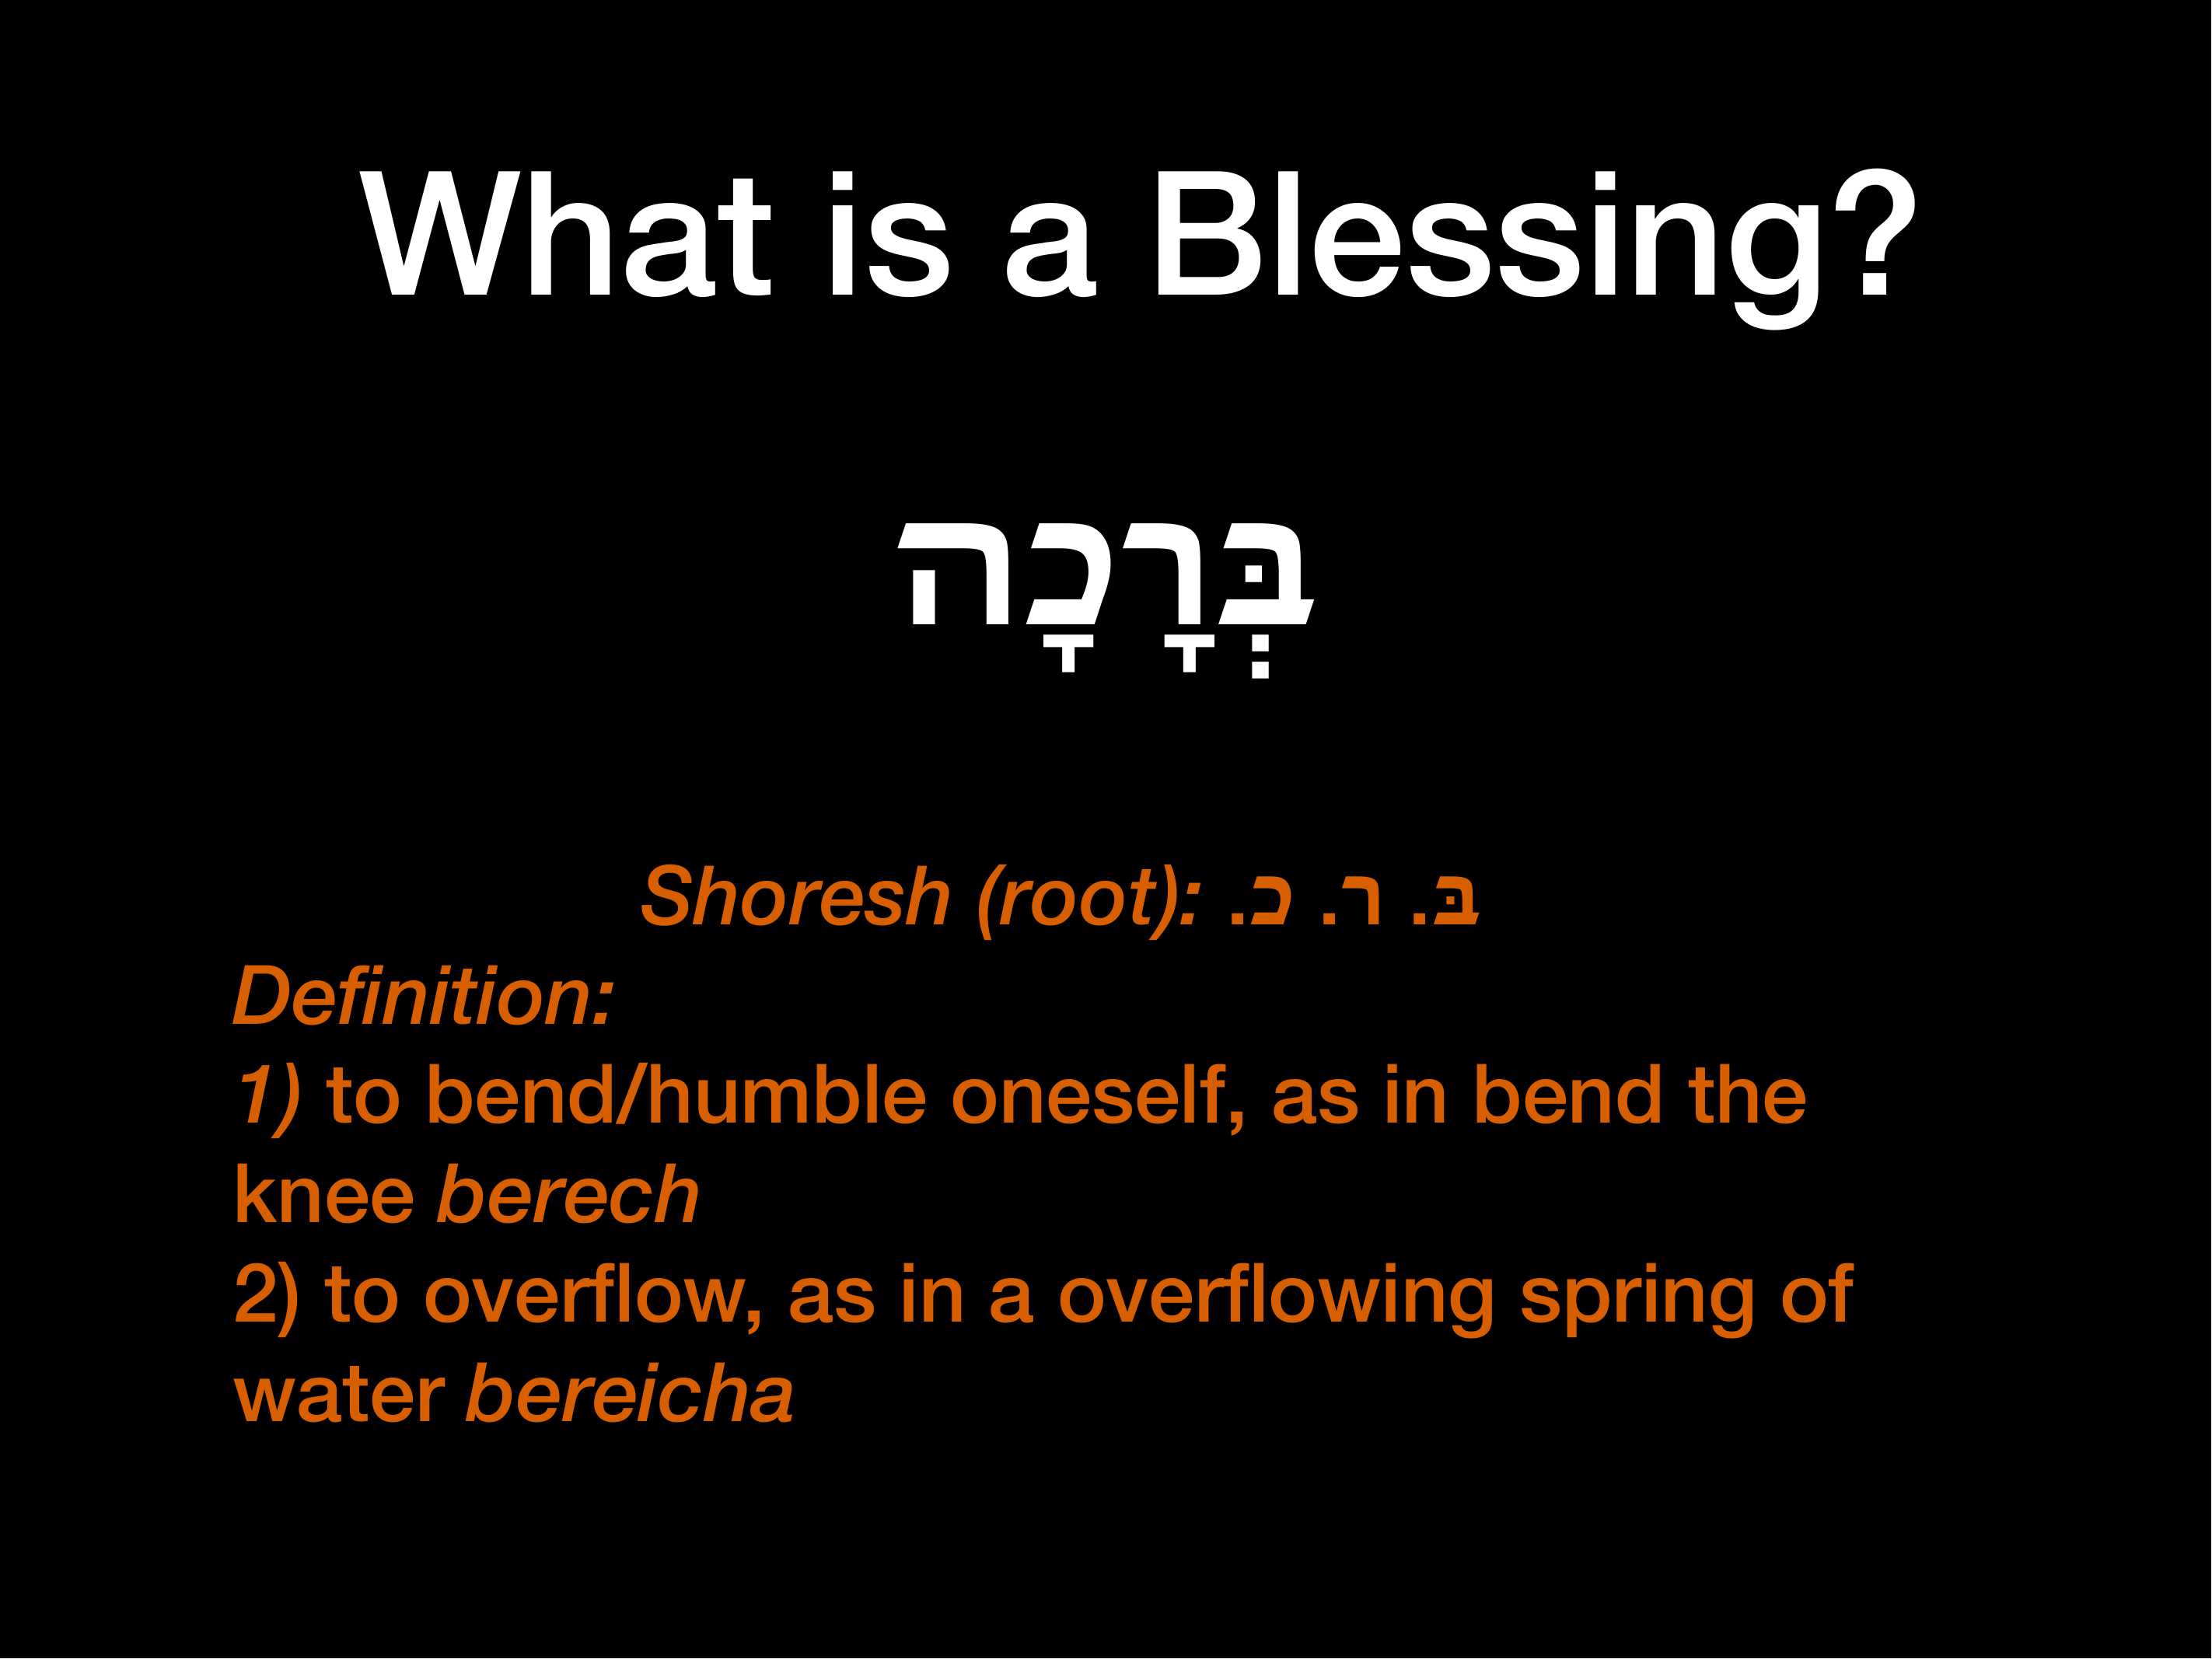 What is a Blessing?
בְּרָכָה
Shoresh (root): בּ. ר. כ.
Definition:
1) to bend/humble oneself, as in bend the
knee berech
2) to overflow, as in a overflowing spring of
water bereicha